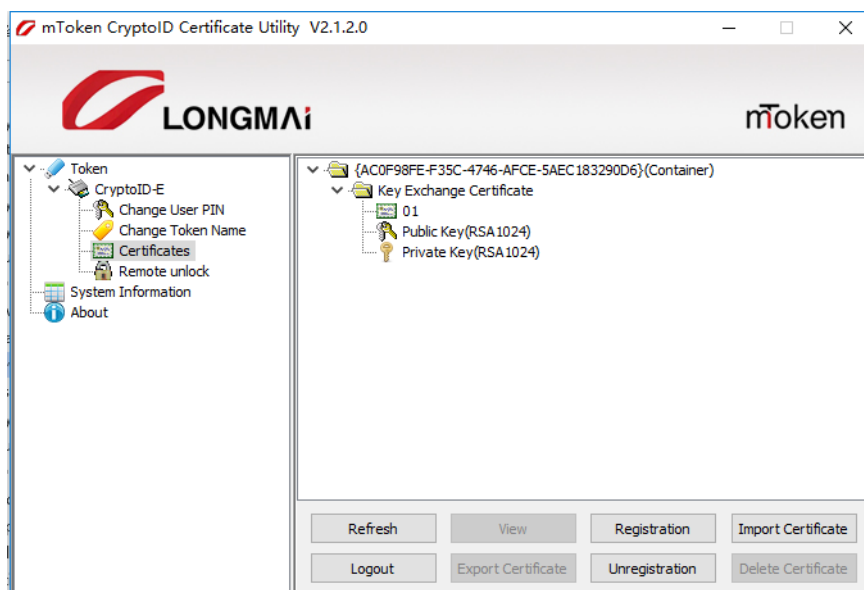 mToken CryptoID Certificate Utility V2.1.2.0
LONGMAi
mToken
Token
CryptoID-E
Change User PIN
Change Token Name
Certificates
Remote unlock
System Information
About
{AC0F98FE-F35C-4746-AFCE-5AEC183290D6}(Container)
Key Exchange Certificate
01
Public Key(RSA1024)
Private Key(RSA1024)
Refresh
View
Registration
Import Certificate
Logout
Export Certificate
Unregistration
Delete Certificate